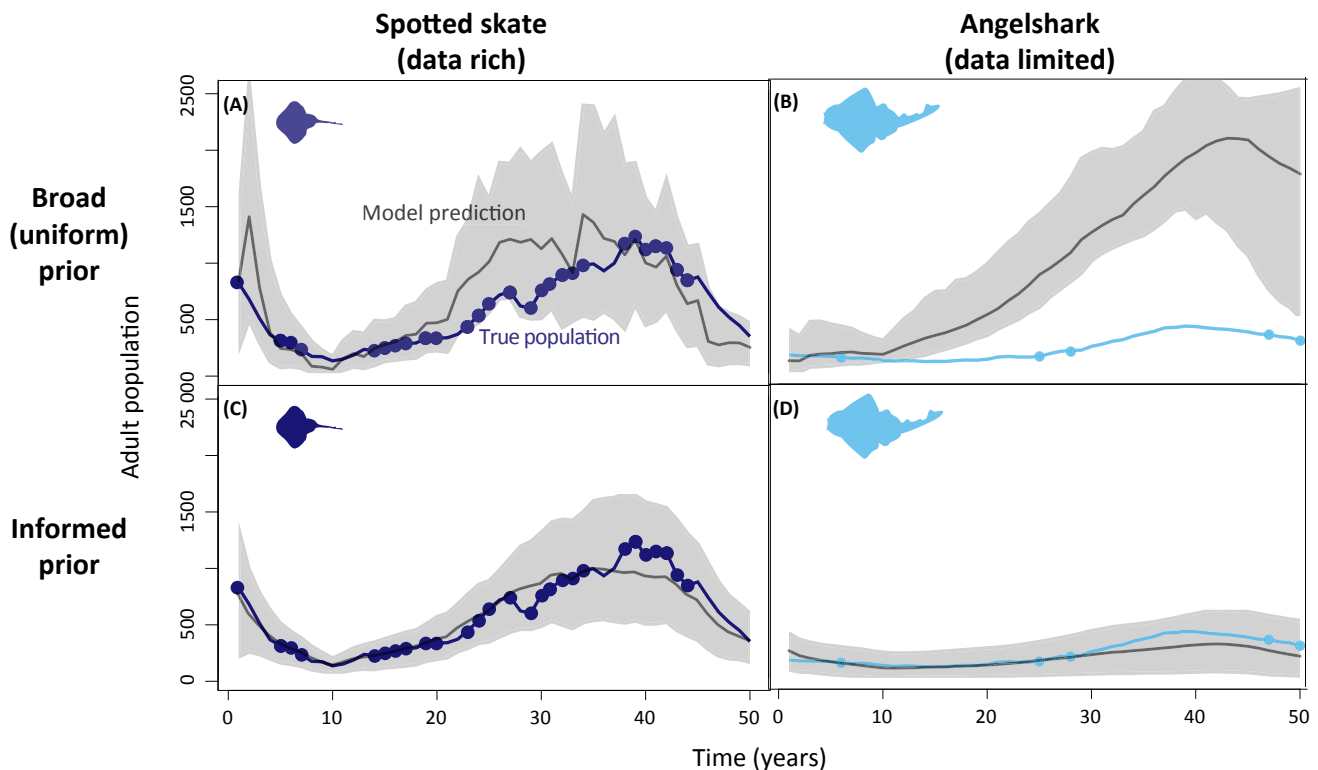 Spotted skate
(data rich)
Angelshark
(data limited)
Broad
(uniform)
prior
Informed
prior
Adult population
2500
1500
500
0
(A)
Model prediction
True population
(B)
25 000
1500
500
0
(C)
(D)
0 10 20 30 40 50
0 10 20 30 40 50
Time (years)